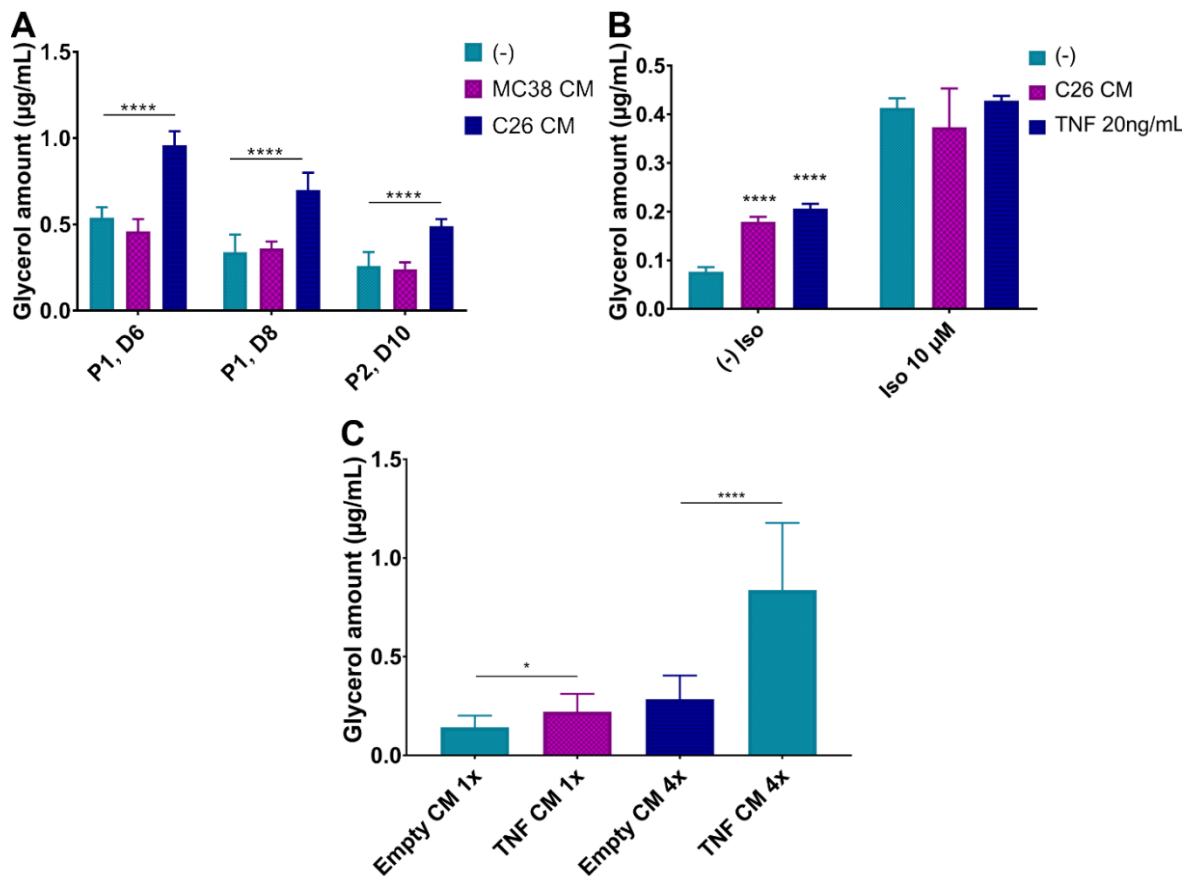 A
Glycerol amount (µg/mL)
1.5
1.0
0.5
0.0
(-)
MC38 CM
C26 CM
****
****
****
P1, D6
P1, D8
P2, D10
B
Glycerol amount (µg/mL)
0.5
0.4
0.3
0.2
0.1
0.0
(-)
C26 CM
TNF 20ng/mL
****
****
(-) Iso
Iso 10 µM
C
Glycerol amount (µg/mL)
1.5
1.0
0.5
0.0
*
****
Empty CM 1x
TNF CM 1x
Empty CM 4x
TNF CM 4x